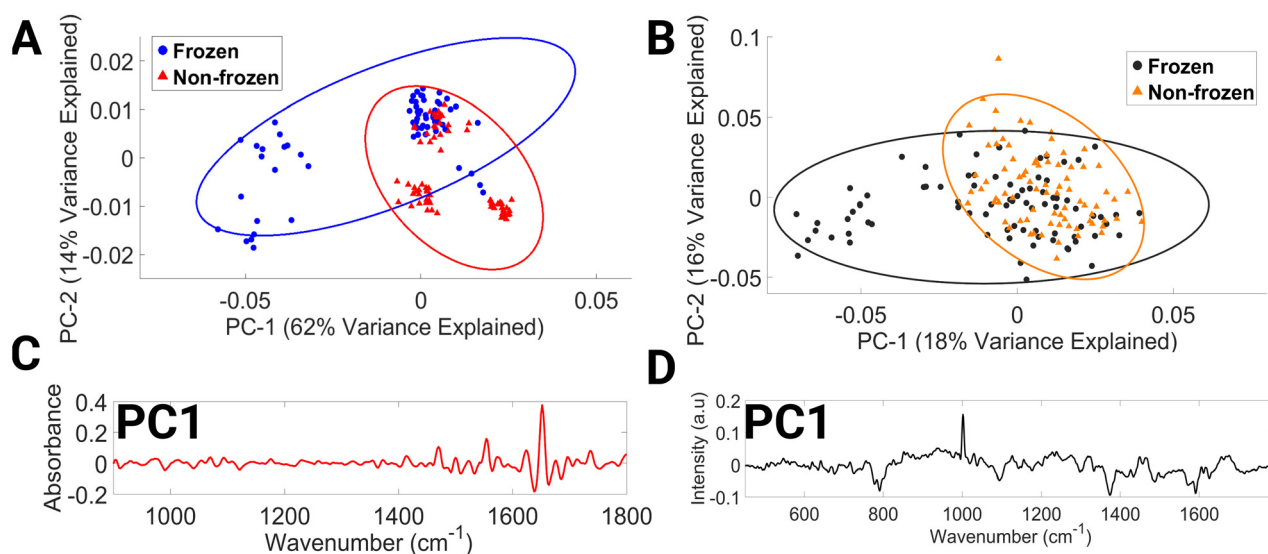 A
PC-2 (14% Variance Explained)
0.02
0.01
0
-0.01
-0.02
Frozen
Non-frozen
-0.05
0
0.05
PC-1 (62% Variance Explained)
B
PC-2 (16% Variance Explained)
0.1
0.05
0
-0.05
Frozen
Non-frozen
-0.05
0
0.05
PC-1 (18% Variance Explained)
C
PC1
Absorbance
0.4
0.2
0
-0.2
1000
1200
1400
1600
1800
Wavenumber (cm⁻¹)
D
PC1
Intensity (a.u)
0.2
0.1
0
-0.1
600
800
1000
1200
1400
1600
Wavenumber (cm⁻¹)